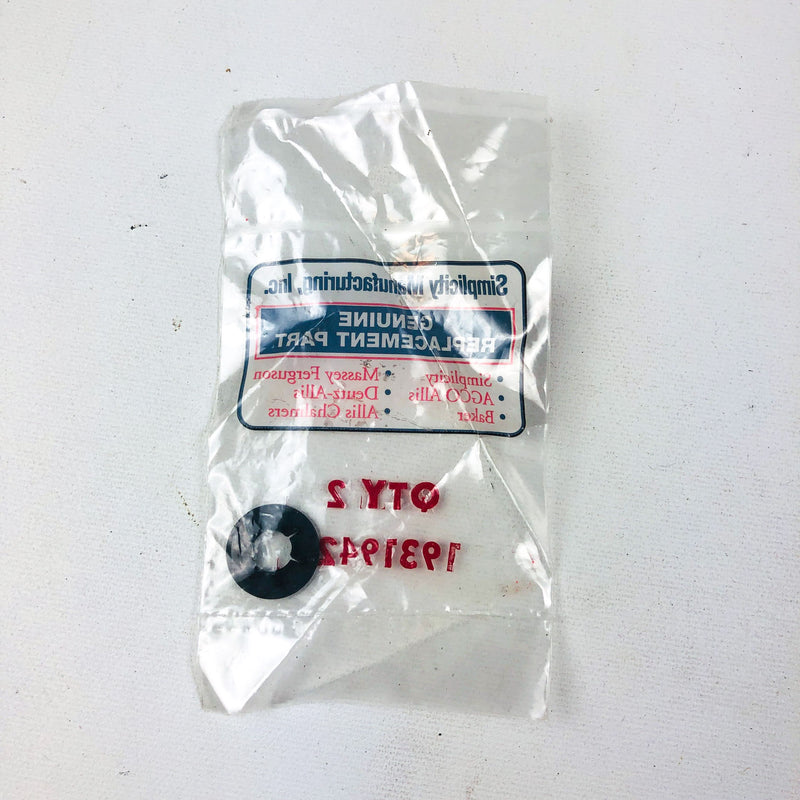 Simplicity Manufacturing, Inc.
GENUINE
REPLACEMENT PART
• Simplicity • Massey Ferguson
• AGCO Allis • Deutz-Allis
• Baker • Allis Chalmers
QTY 2
1931942